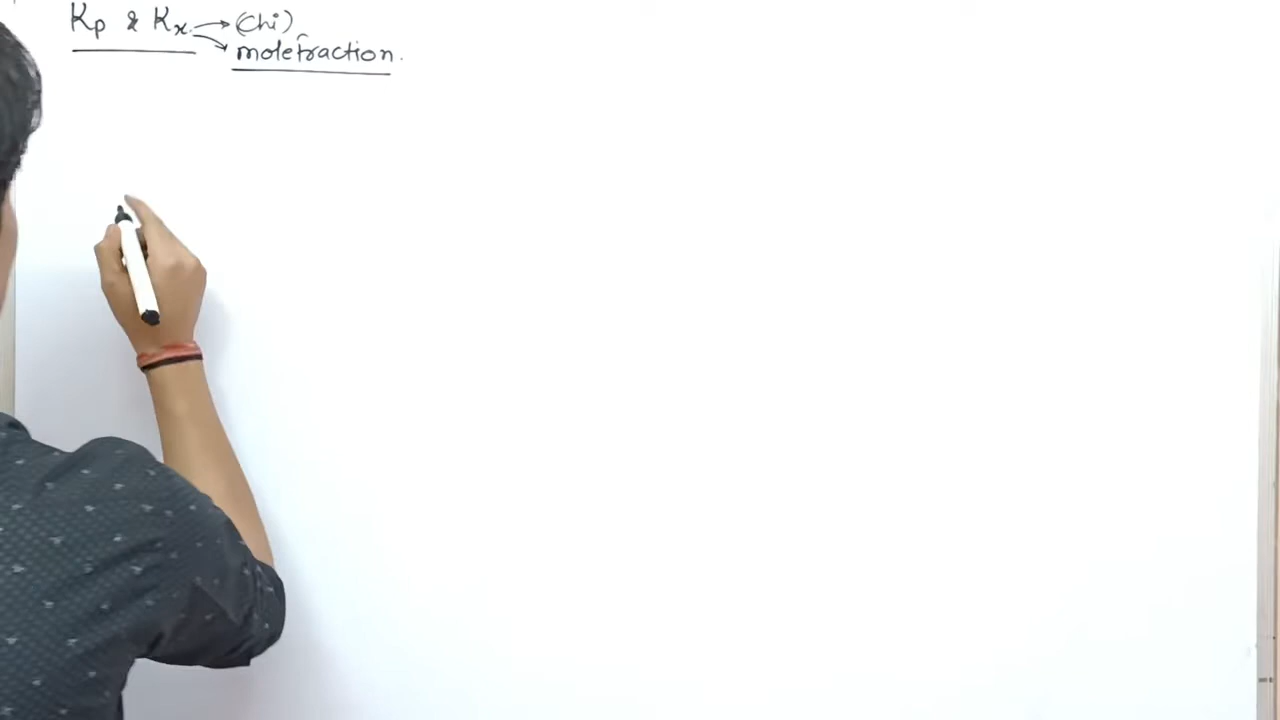 Kp & Kx → (Chi)
→ molefraction.